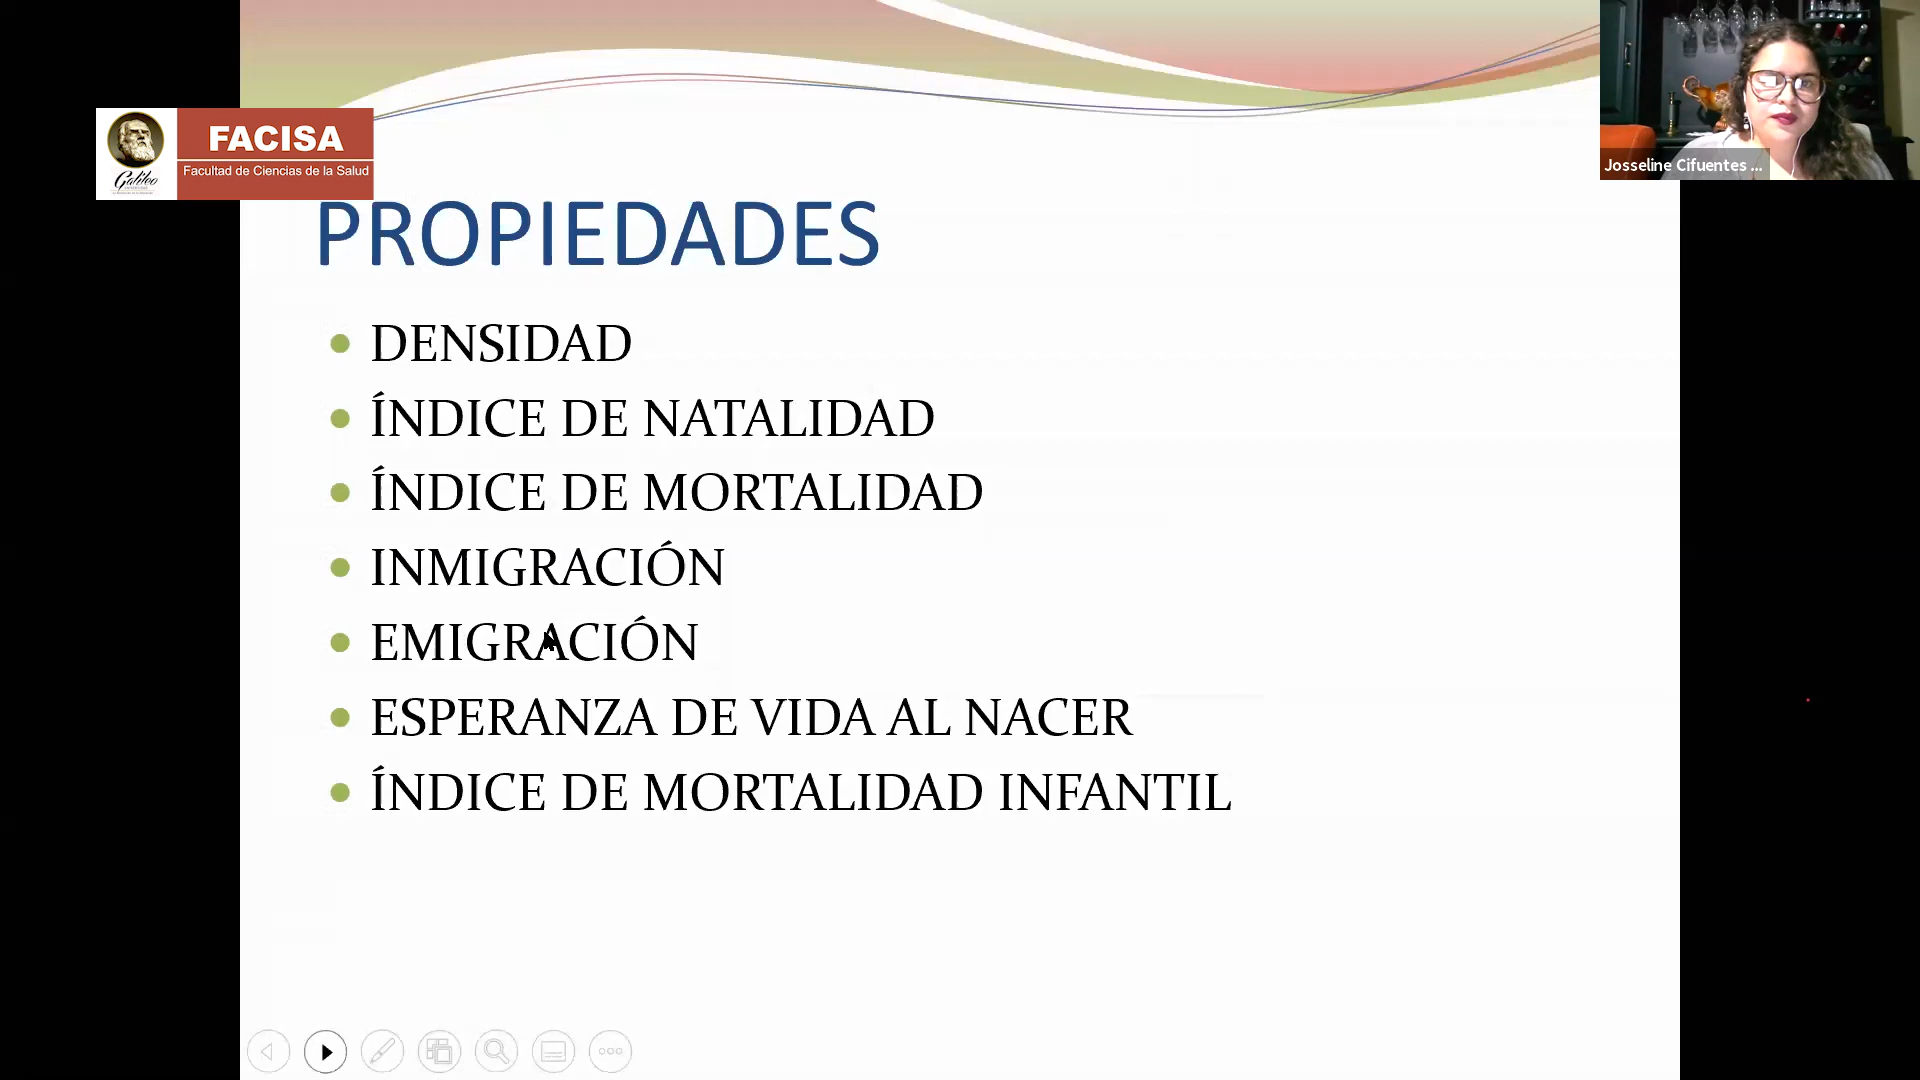 FACISA
Facultad de Ciencias de la Salud
Galileo
Josseline Cifuentes ...
PROPIEDADES
DENSIDAD
ÍNDICE DE NATALIDAD
ÍNDICE DE MORTALIDAD
INMIGRACIÓN
EMIGRACIÓN
ESPERANZA DE VIDA AL NACER
ÍNDICE DE MORTALIDAD INFANTIL